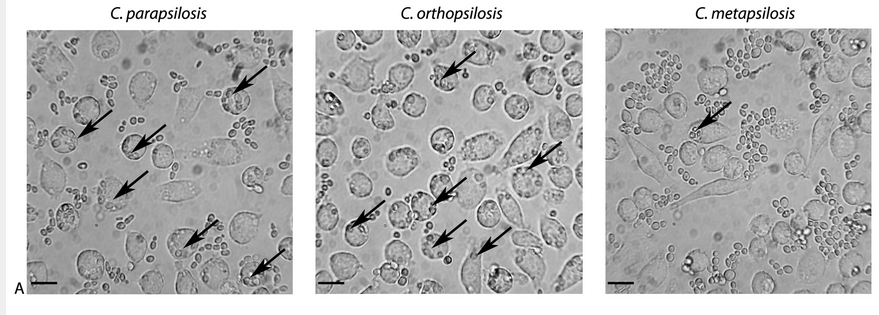 C. parapsilosis
C. orthopsilosis
C. metapsilosis
A